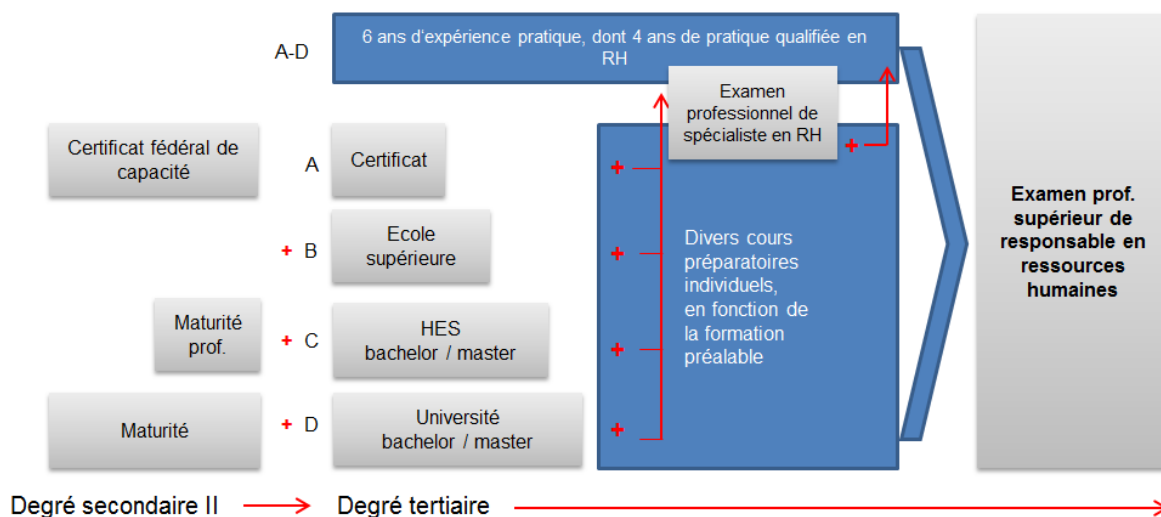 A-D
6 ans d'expérience pratique, dont 4 ans de pratique qualifiée en
RH
Examen
professionnel de
spécialiste en RH
+
Certificat fédéral de
capacité
A
Certificat
+
+ B
Ecole
supérieure
+
Divers cours
préparatoires
individuels,
en fonction de
la formation
préalable
Maturité
prof.
+ C
HES
bachelor / master
+
Maturité
+ D
Université
bachelor / master
+
Examen prof.
supérieur de
responsable en
ressources
humaines
Degré secondaire II
Degré tertiaire